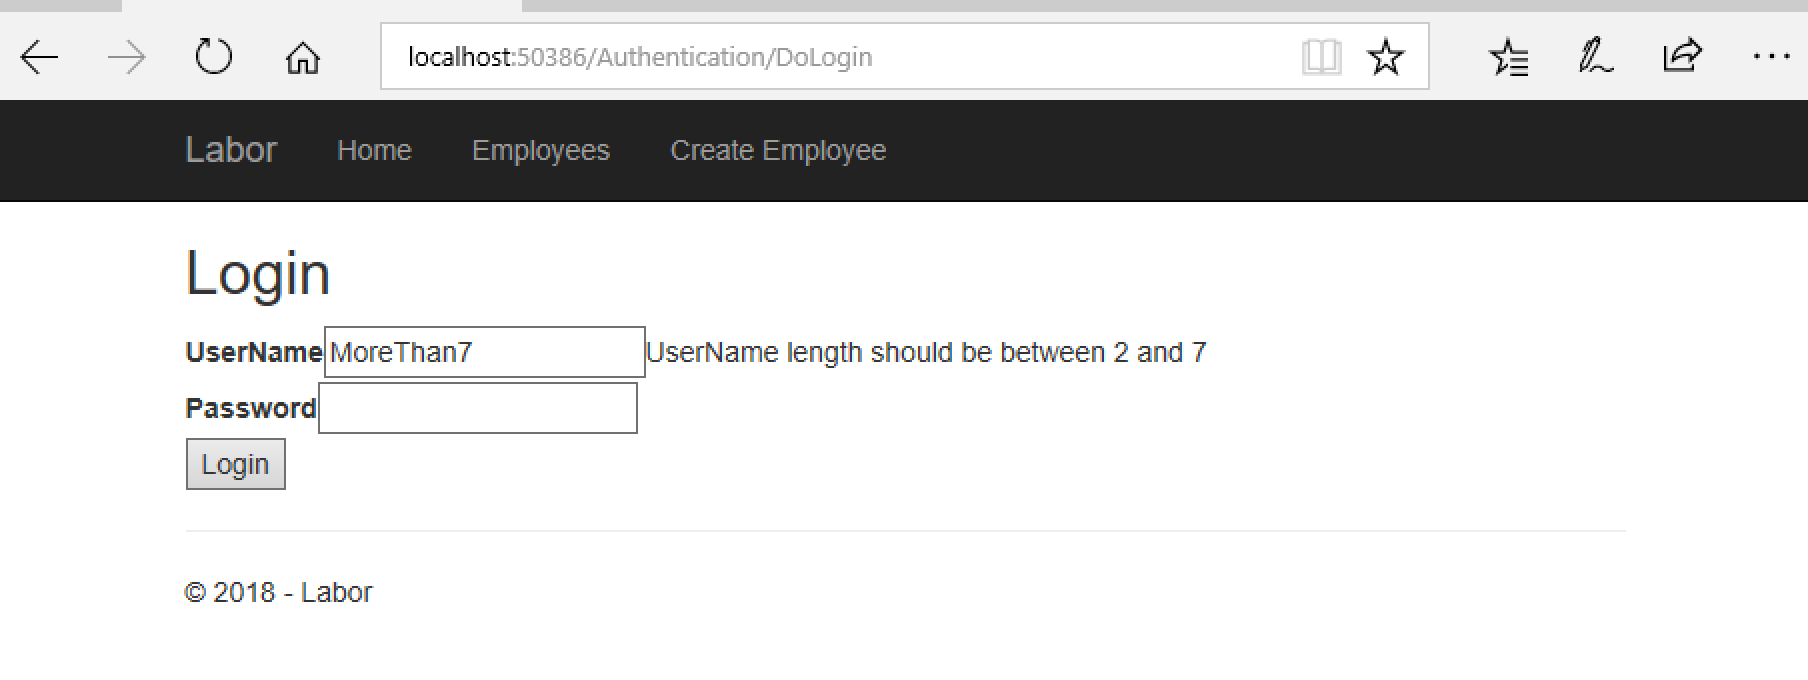 localhost:50386/Authentication/DoLogin
Labor Home Employees Create Employee
Login
UserName MoreThan7 UserName length should be between 2 and 7
Password
Login
© 2018 - Labor